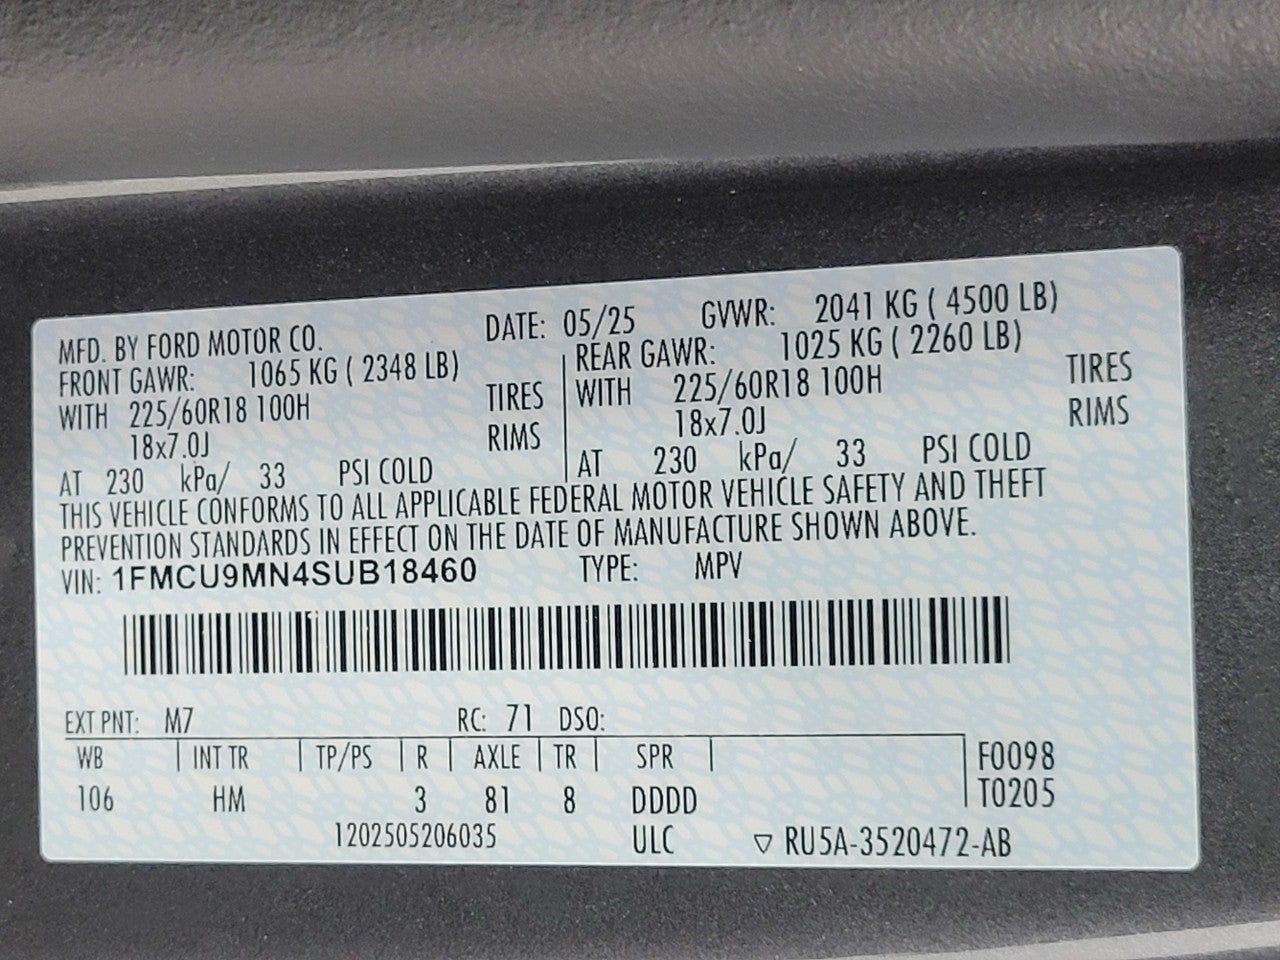 MFD. BY FORD MOTOR CO. DATE: 05/25 GVWR: 2041 KG ( 4500 LB)
FRONT GAWR: 1065 KG ( 2348 LB) REAR GAWR: 1025 KG ( 2260 LB)
WITH 225/60R18 100H TIRES WITH 225/60R18 100H TIRES
18x7.0J RIMS 18x7.0J RIMS
AT 230 kPa/ 33 PSI COLD AT 230 kPa/ 33 PSI COLD
THIS VEHICLE CONFORMS TO ALL APPLICABLE FEDERAL MOTOR VEHICLE SAFETY AND THEFT
PREVENTION STANDARDS IN EFFECT ON THE DATE OF MANUFACTURE SHOWN ABOVE.
VIN: 1FMCU9MN4SUB18460 TYPE: MPV
EXT PNT: M7 RC: 71 DSO:
WB INT TR TP/PS R AXLE TR SPR F0098
106 HM 3 81 8 DDDD T0205
1202505206035 ULC ▽ RU5A-3520472-AB